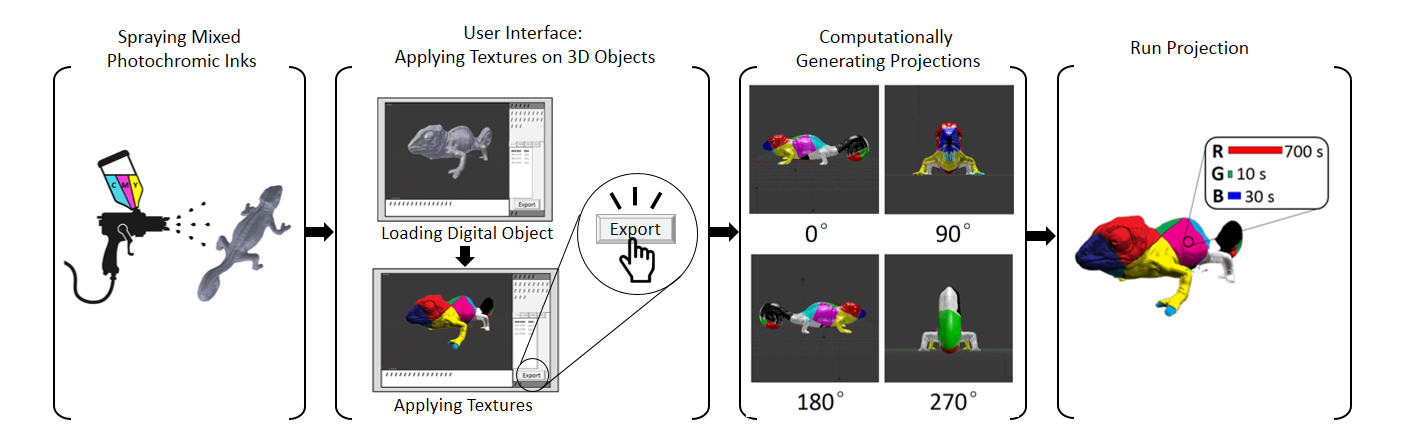 Spraying Mixed
Photochromic Inks
User Interface:
Applying Textures on 3D Objects
Computationally
Generating Projections
Run Projection
C M Y
Export
Loading Digital Object
Export
Export
Applying Textures
0°
90°
180°
270°
R 700 s
G 10 s
B 30 s